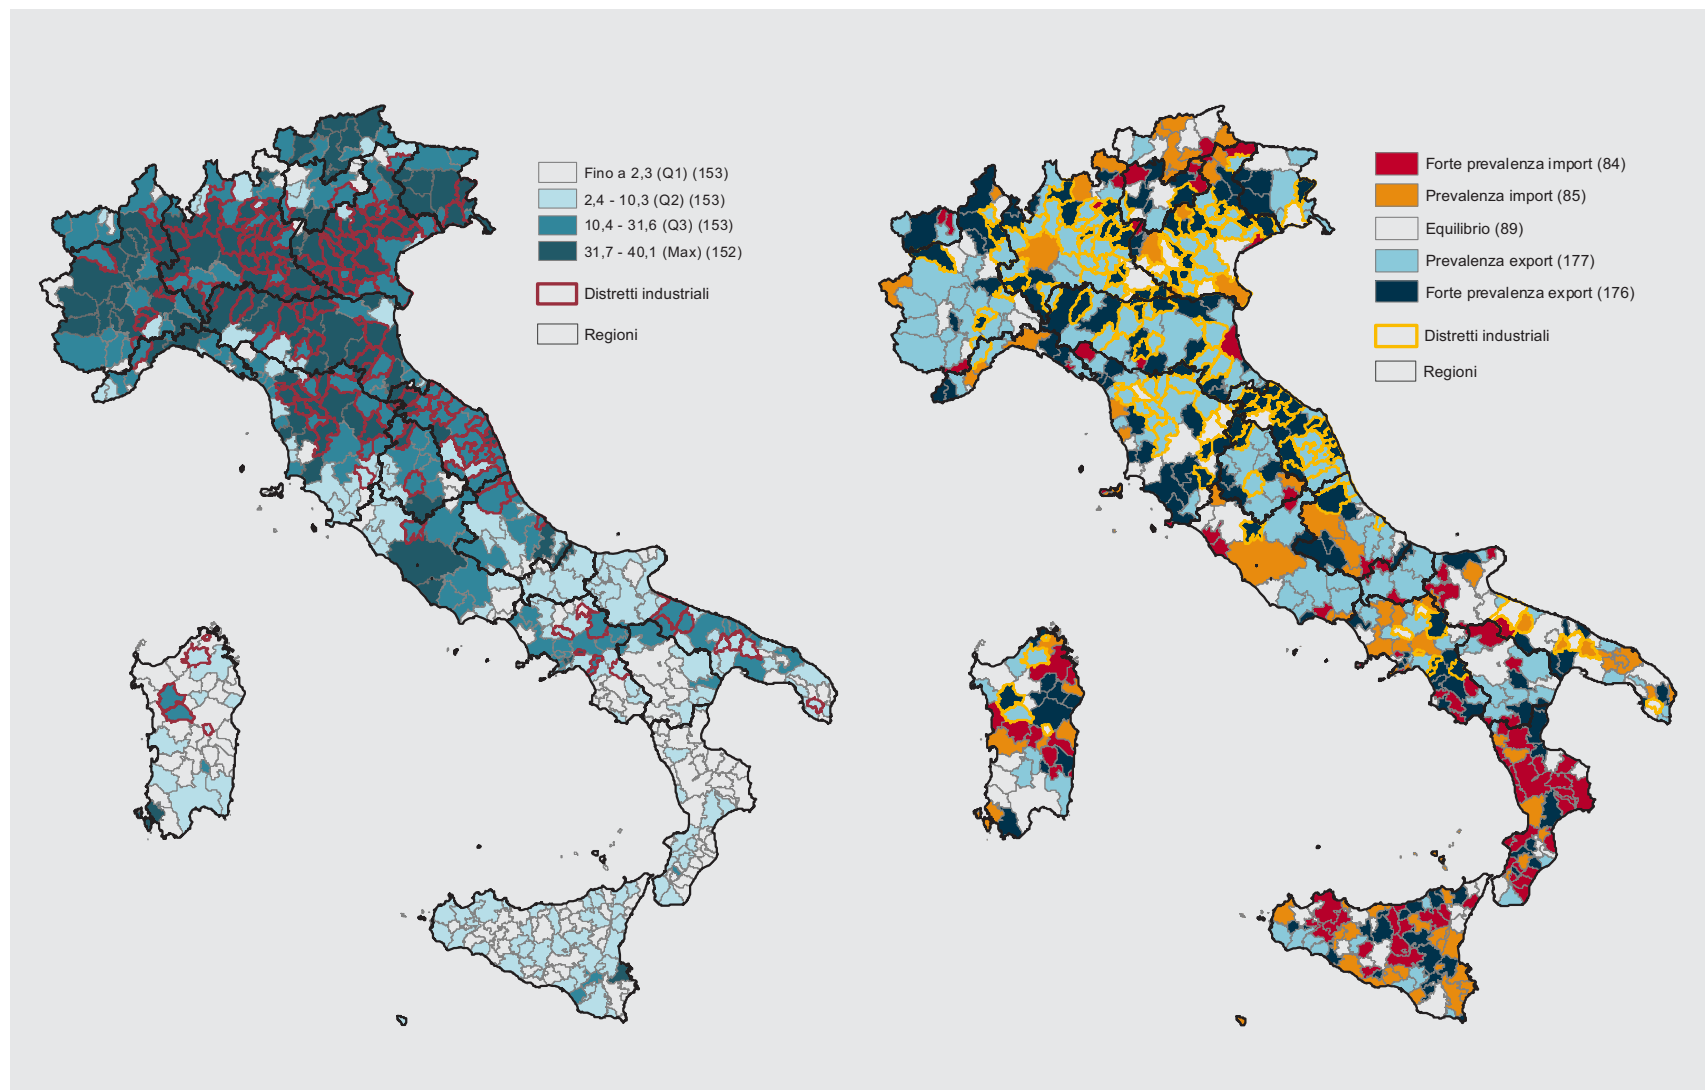 Fino a 2,3 (Q1) (153)
2,4 - 10,3 (Q2) (153)
10,4 - 31,6 (Q3) (153)
31,7 - 40,1 (Max) (152)
Distretti industriali
Regioni
Forte prevalenza import (84)
Prevalenza import (85)
Equilibrio (89)
Prevalenza export (177)
Forte prevalenza export (176)
Distretti industriali
Regioni